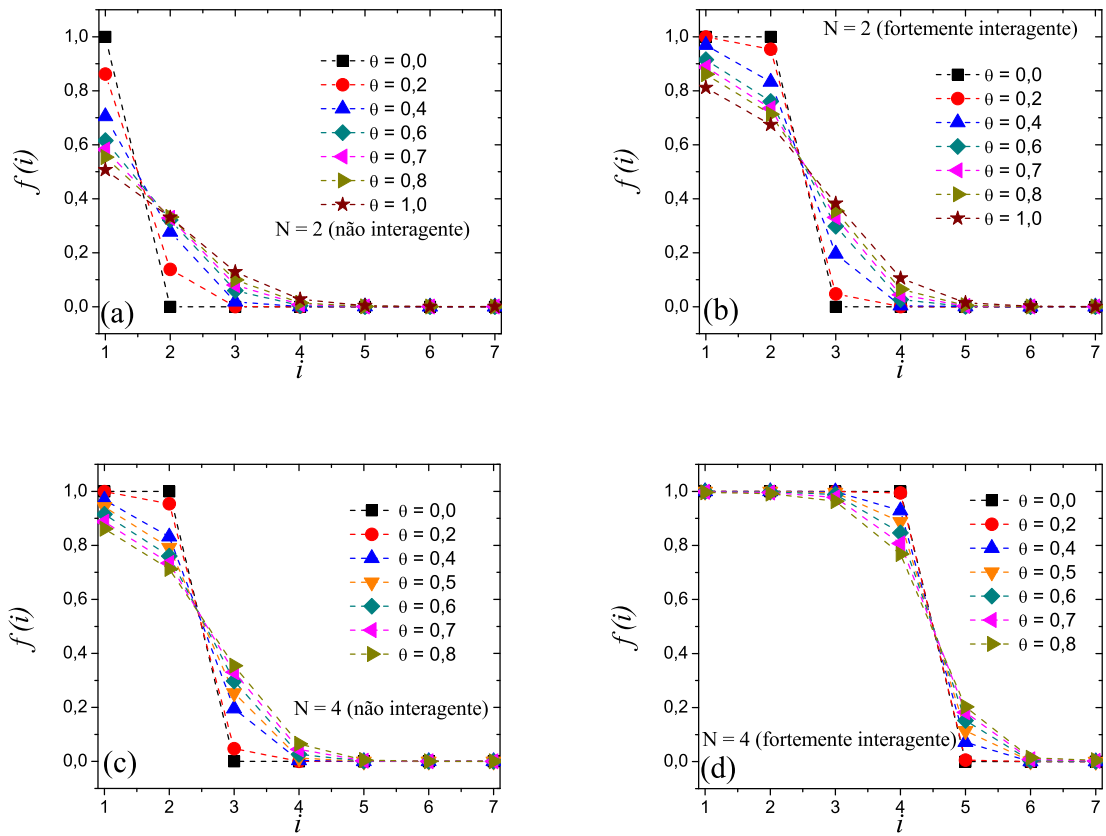 f (i)
1,0
0,8
0,6
0,4
0,2
0,0
θ = 0,0
θ = 0,2
θ = 0,4
θ = 0,6
θ = 0,7
θ = 0,8
θ = 1,0
N = 2 (não interagente)
(a)
1 2 3 4 5 6 7
i
f (i)
1,0
0,8
0,6
0,4
0,2
0,0
N = 2 (fortemente interagente)
θ = 0,0
θ = 0,2
θ = 0,4
θ = 0,6
θ = 0,7
θ = 0,8
θ = 1,0
(b)
1 2 3 4 5 6 7
i
f (i)
1,0
0,8
0,6
0,4
0,2
0,0
θ = 0,0
θ = 0,2
θ = 0,4
θ = 0,5
θ = 0,6
θ = 0,7
θ = 0,8
N = 4 (não interagente)
(c)
1 2 3 4 5 6 7
i
f (i)
1,0
0,8
0,6
0,4
0,2
0,0
θ = 0,0
θ = 0,2
θ = 0,4
θ = 0,5
θ = 0,6
θ = 0,7
θ = 0,8
N = 4 (fortemente interagente)
(d)
1 2 3 4 5 6 7
i